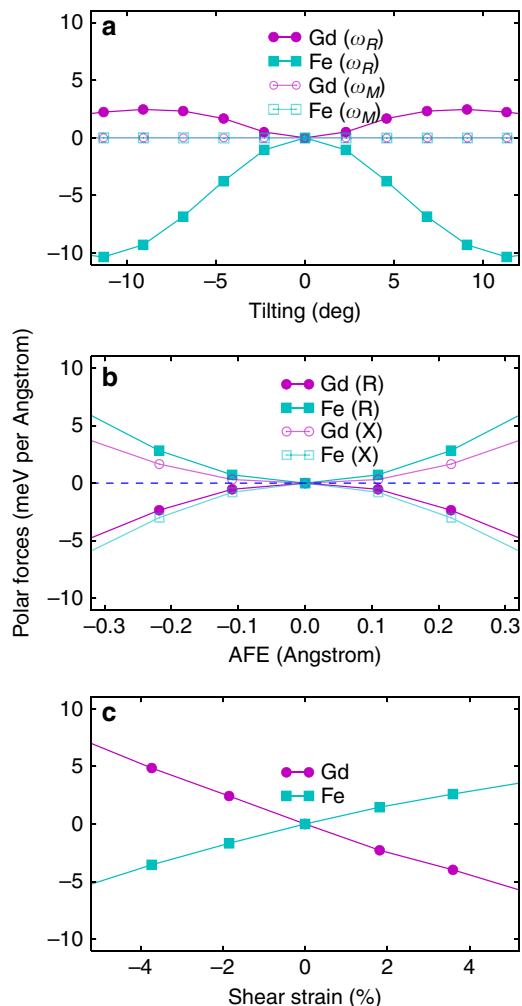 a
10
5
0
−5
−10
Gd (ωR)
Fe (ωR)
Gd (ωM)
Fe (ωM)
−10 −5 0 5 10
Tilting (deg)
Polar forces (meV per Angstrom)
b
10
5
0
−5
−10
Gd (R)
Fe (R)
Gd (X)
Fe (X)
−0.3 −0.2 −0.1 0.0 0.1 0.2 0.3
AFE (Angstrom)
c
10
5
0
−5
−10
Gd
Fe
−4 −2 0 2 4
Shear strain (%)